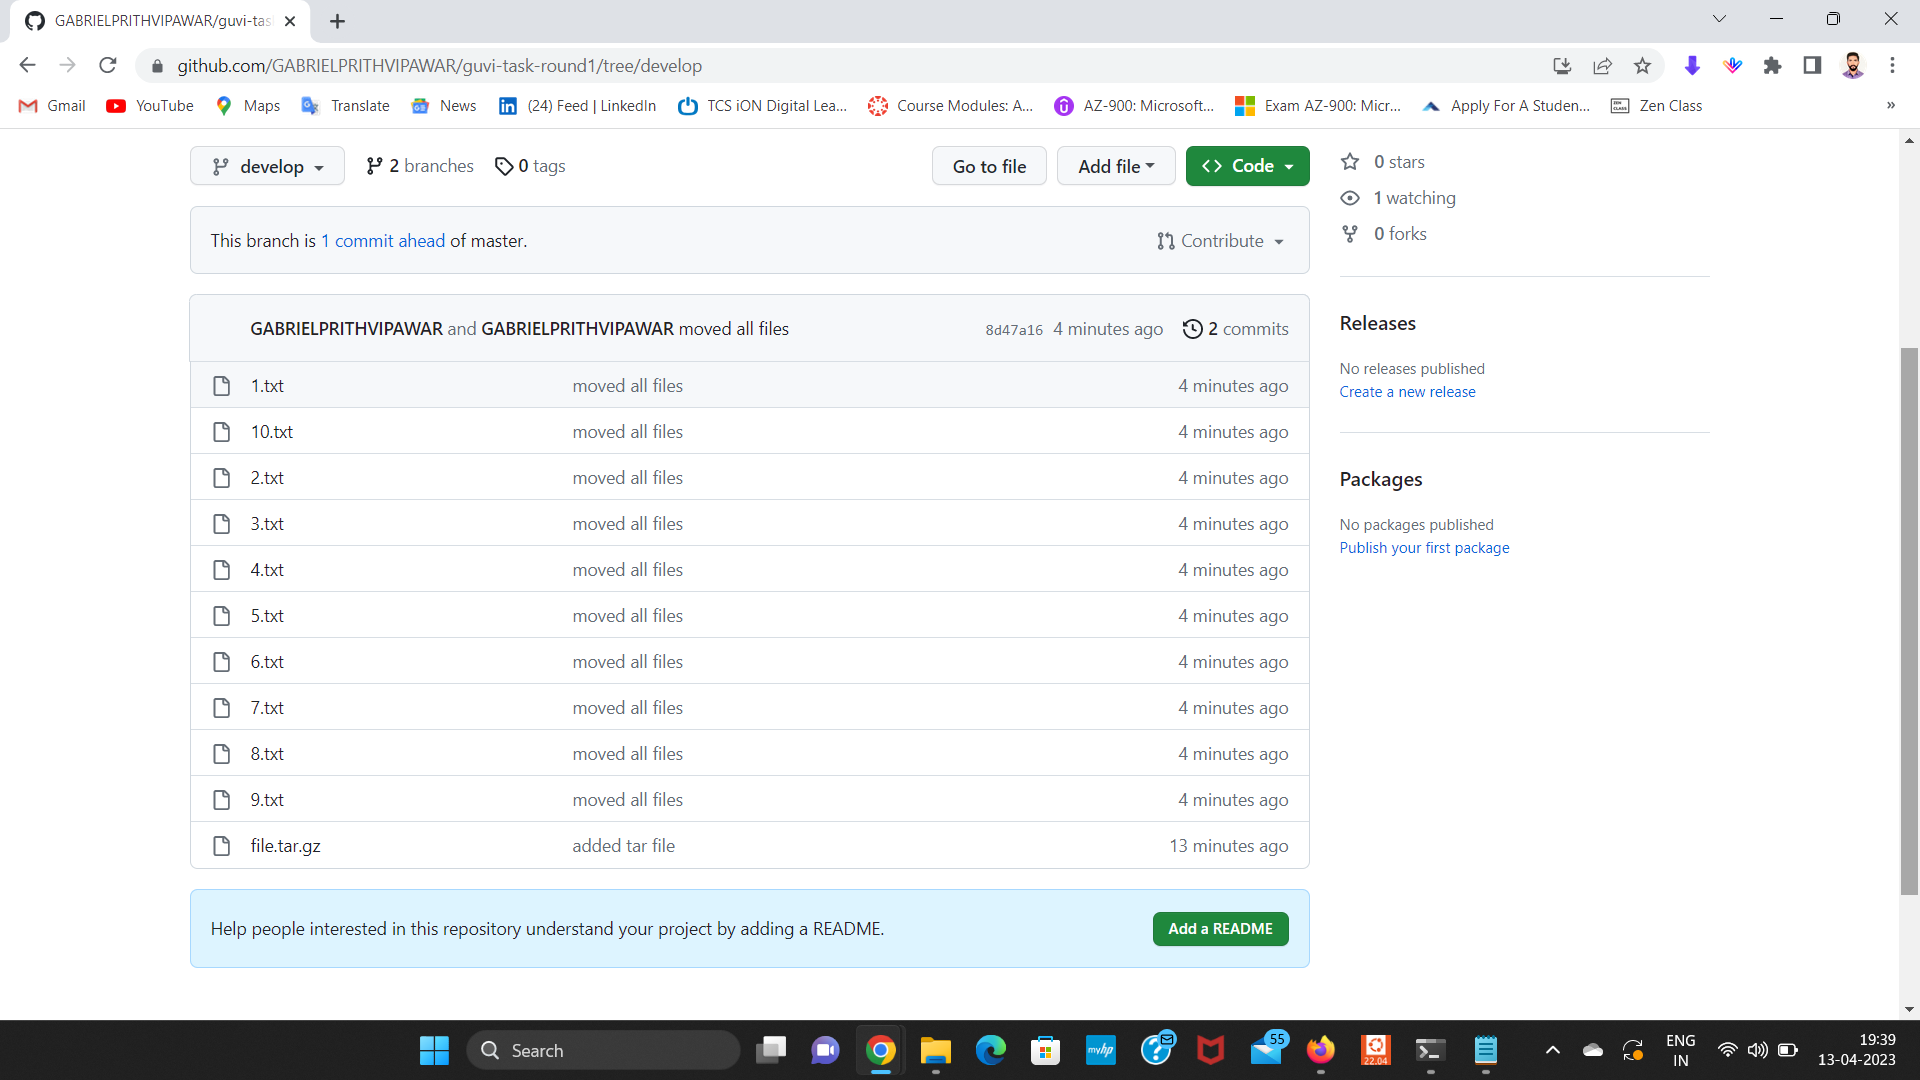 GABRIELPRITHVIPAWAR/guvi-tas
github.com/GABRIELPRITHVIPAWAR/guvi-task-round1/tree/develop
Gmail YouTube Maps Translate News (24) Feed | LinkedIn TCS iON Digital Lea... Course Modules: A... AZ-900: Microsoft... Exam AZ-900: Micr... Apply For A Studen... Zen Class »
develop 2 branches 0 tags Go to file Add file <> Code
0 stars
1 watching
0 forks
This branch is 1 commit ahead of master. Contribute
GABRIELPRITHVIPAWAR and GABRIELPRITHVIPAWAR moved all files 8d47a16 4 minutes ago 2 commits
1.txt moved all files 4 minutes ago
10.txt moved all files 4 minutes ago
2.txt moved all files 4 minutes ago
3.txt moved all files 4 minutes ago
4.txt moved all files 4 minutes ago
5.txt moved all files 4 minutes ago
6.txt moved all files 4 minutes ago
7.txt moved all files 4 minutes ago
8.txt moved all files 4 minutes ago
9.txt moved all files 4 minutes ago
file.tar.gz added tar file 13 minutes ago
Releases
No releases published
Create a new release
Packages
No packages published
Publish your first package
Help people interested in this repository understand your project by adding a README. Add a README
Search
myhp
55
22.04
ENG
IN
19:39
13-04-2023